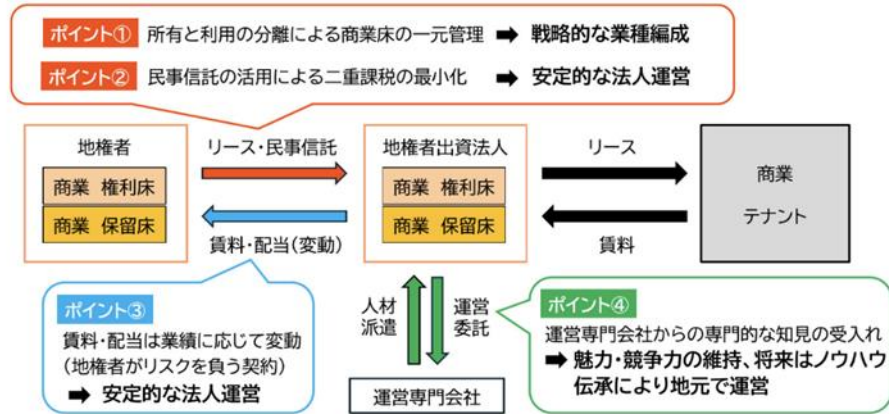 ポイント① 所有と利用の分離による商業床の一元管理 ➡ 戦略的な業種編成
ポイント② 民事信託の活用による二重課税の最小化 ➡ 安定的な法人運営
地権者
商業 権利床
商業 保留床
リース・民事信託
賃料・配当(変動)
地権者出資法人
商業 権利床
商業 保留床
リース
賃料
商業
テナント
ポイント③
賃料・配当は業績に応じて変動
(地権者がリスクを負う契約)
➡ 安定的な法人運営
人材
派遣
運営
委託
運営専門会社
ポイント④
運営専門会社からの専門的な知見の受入れ
➡ 魅力・競争力の維持、将来はノウハウ
伝承により地元で運営